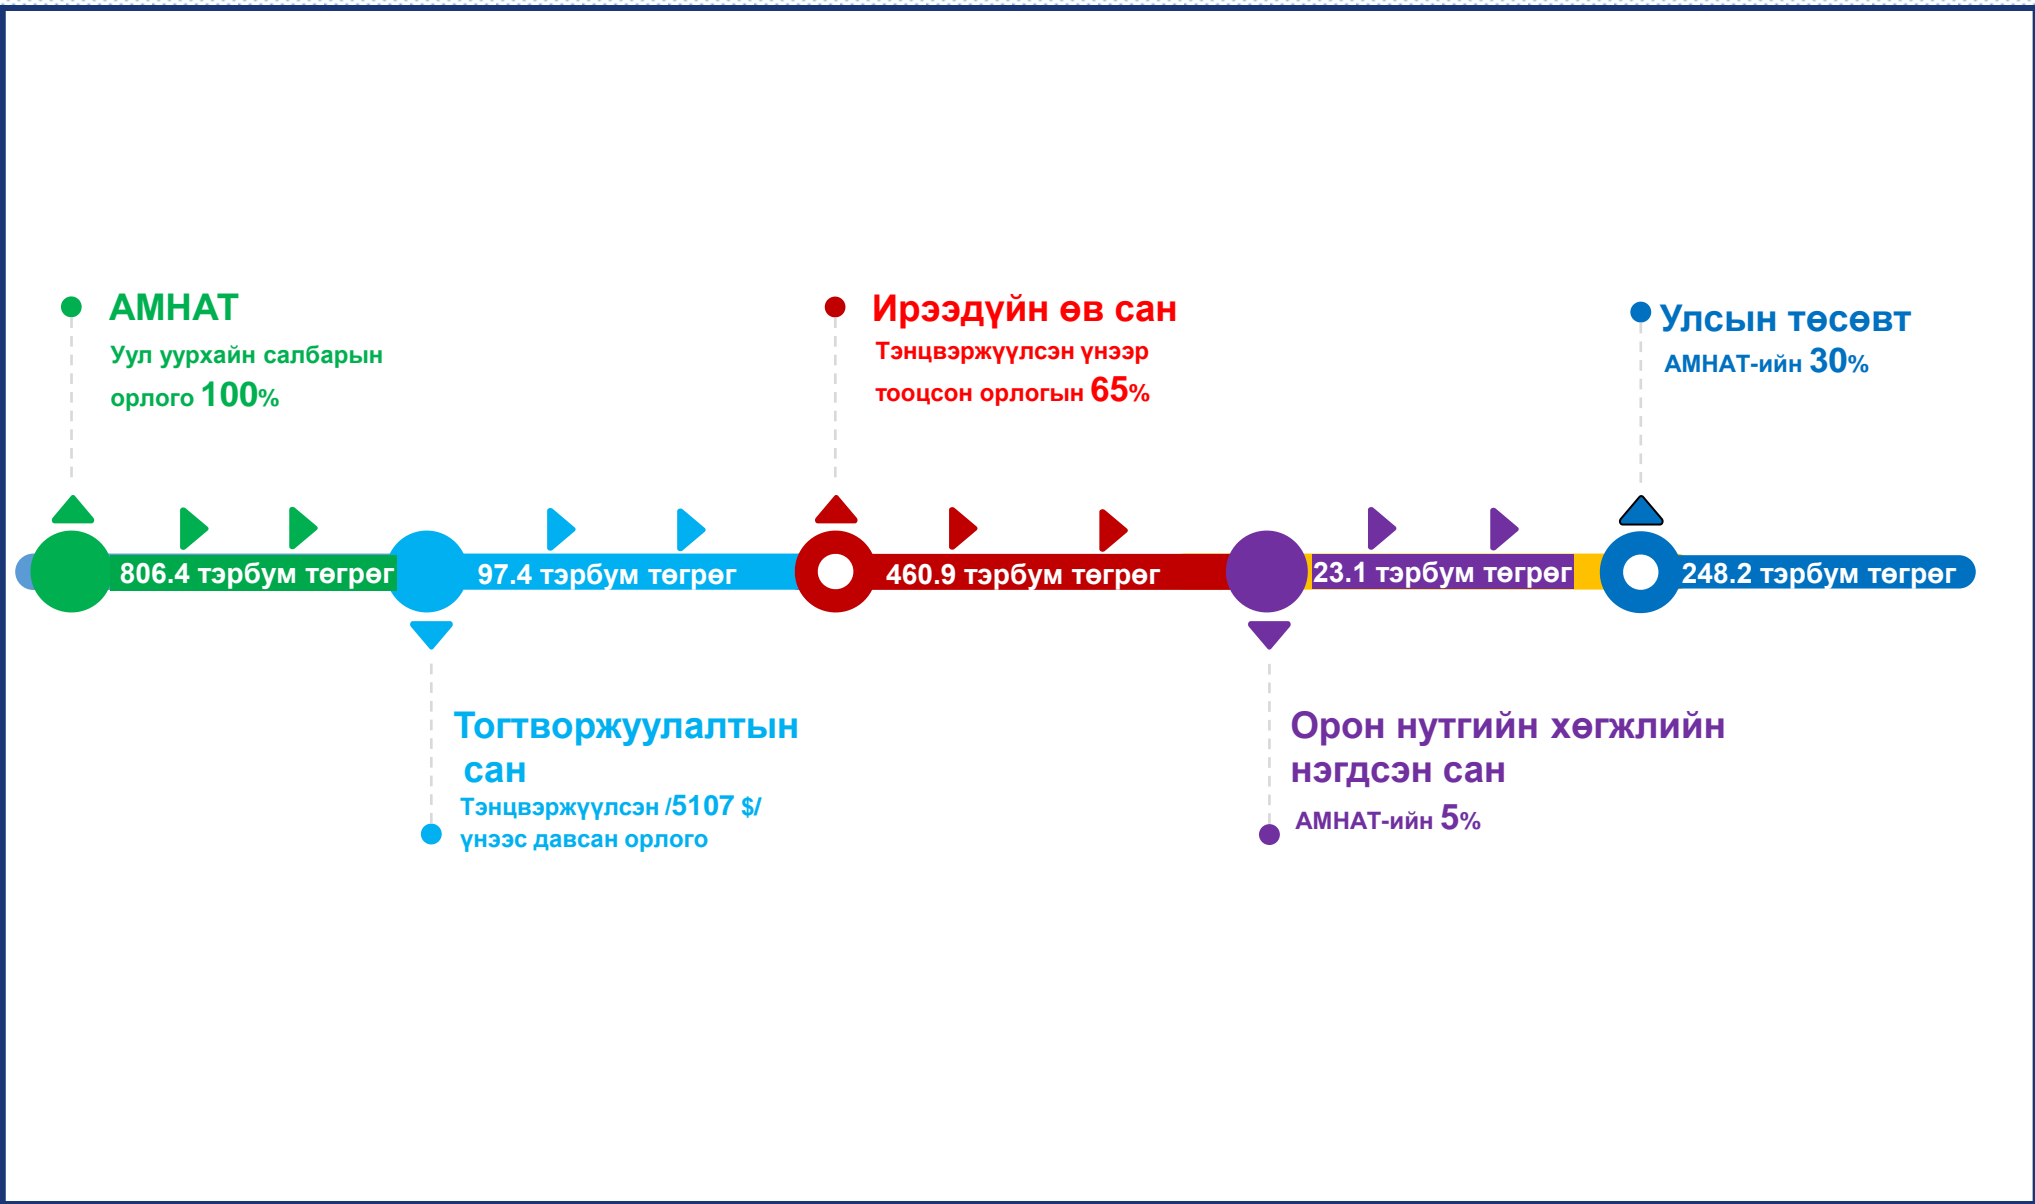 АМНАТ
Уул уурхайн салбарын
орлого 100%
Ирээдүйн өв сан
Тэнцвэржүүлсэн үнээр
тооцсон орлогын 65%
Улсын төсөвт
АМНАТ-ийн 30%
806.4 тэрбум төгрөг
97.4 тэрбум төгрөг
460.9 тэрбум төгрөг
23.1 тэрбум төгрөг
248.2 тэрбум төгрөг
Тогтворжуулалтын
сан
Тэнцвэржүүлсэн /5107 $/
үнээс давсан орлого
Орон нутгийн хөгжлийн
нэгдсэн сан
АМНАТ-ийн 5%